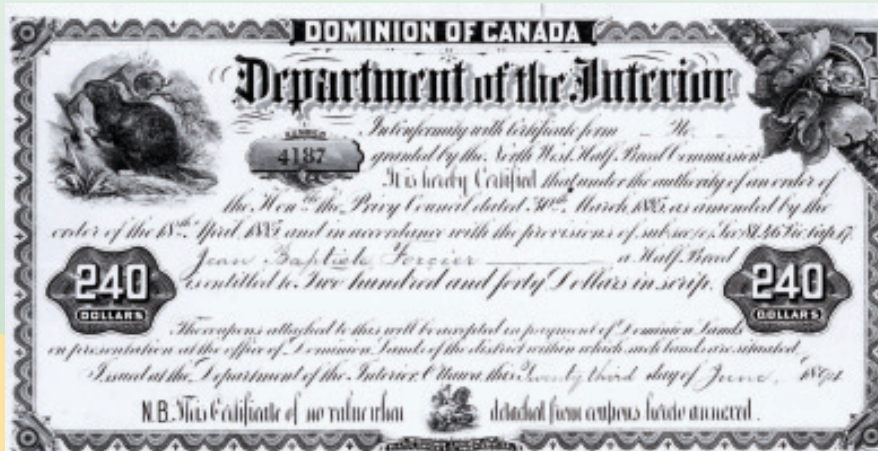 DOMINION OF CANADA
Department of the Interior
In conformity with Certificate form No.
NUMBER
4187
granted by the North West Half Breed Commission
It is hereby Certified that under the authority of an order of
the Honble the Privy Council dated 30th March 1885 as amended by the
order of the 18th April 1885 and in accordance with the provisions of
Jean Baptiste Forcier a Half Breed
240
DOLLARS
is entitled to Two hundred and forty Dollars in scrip.
240
DOLLARS
The coupons attached to this will be accepted in payment of Dominion Lands
on presentation at the office of Dominion Lands of the district within which such lands are situated,
Issued at the Department of the Interior, Ottawa, this Twenty third day of June,
N.B. This Certificate of no value when detached from coupons hereto annexed.